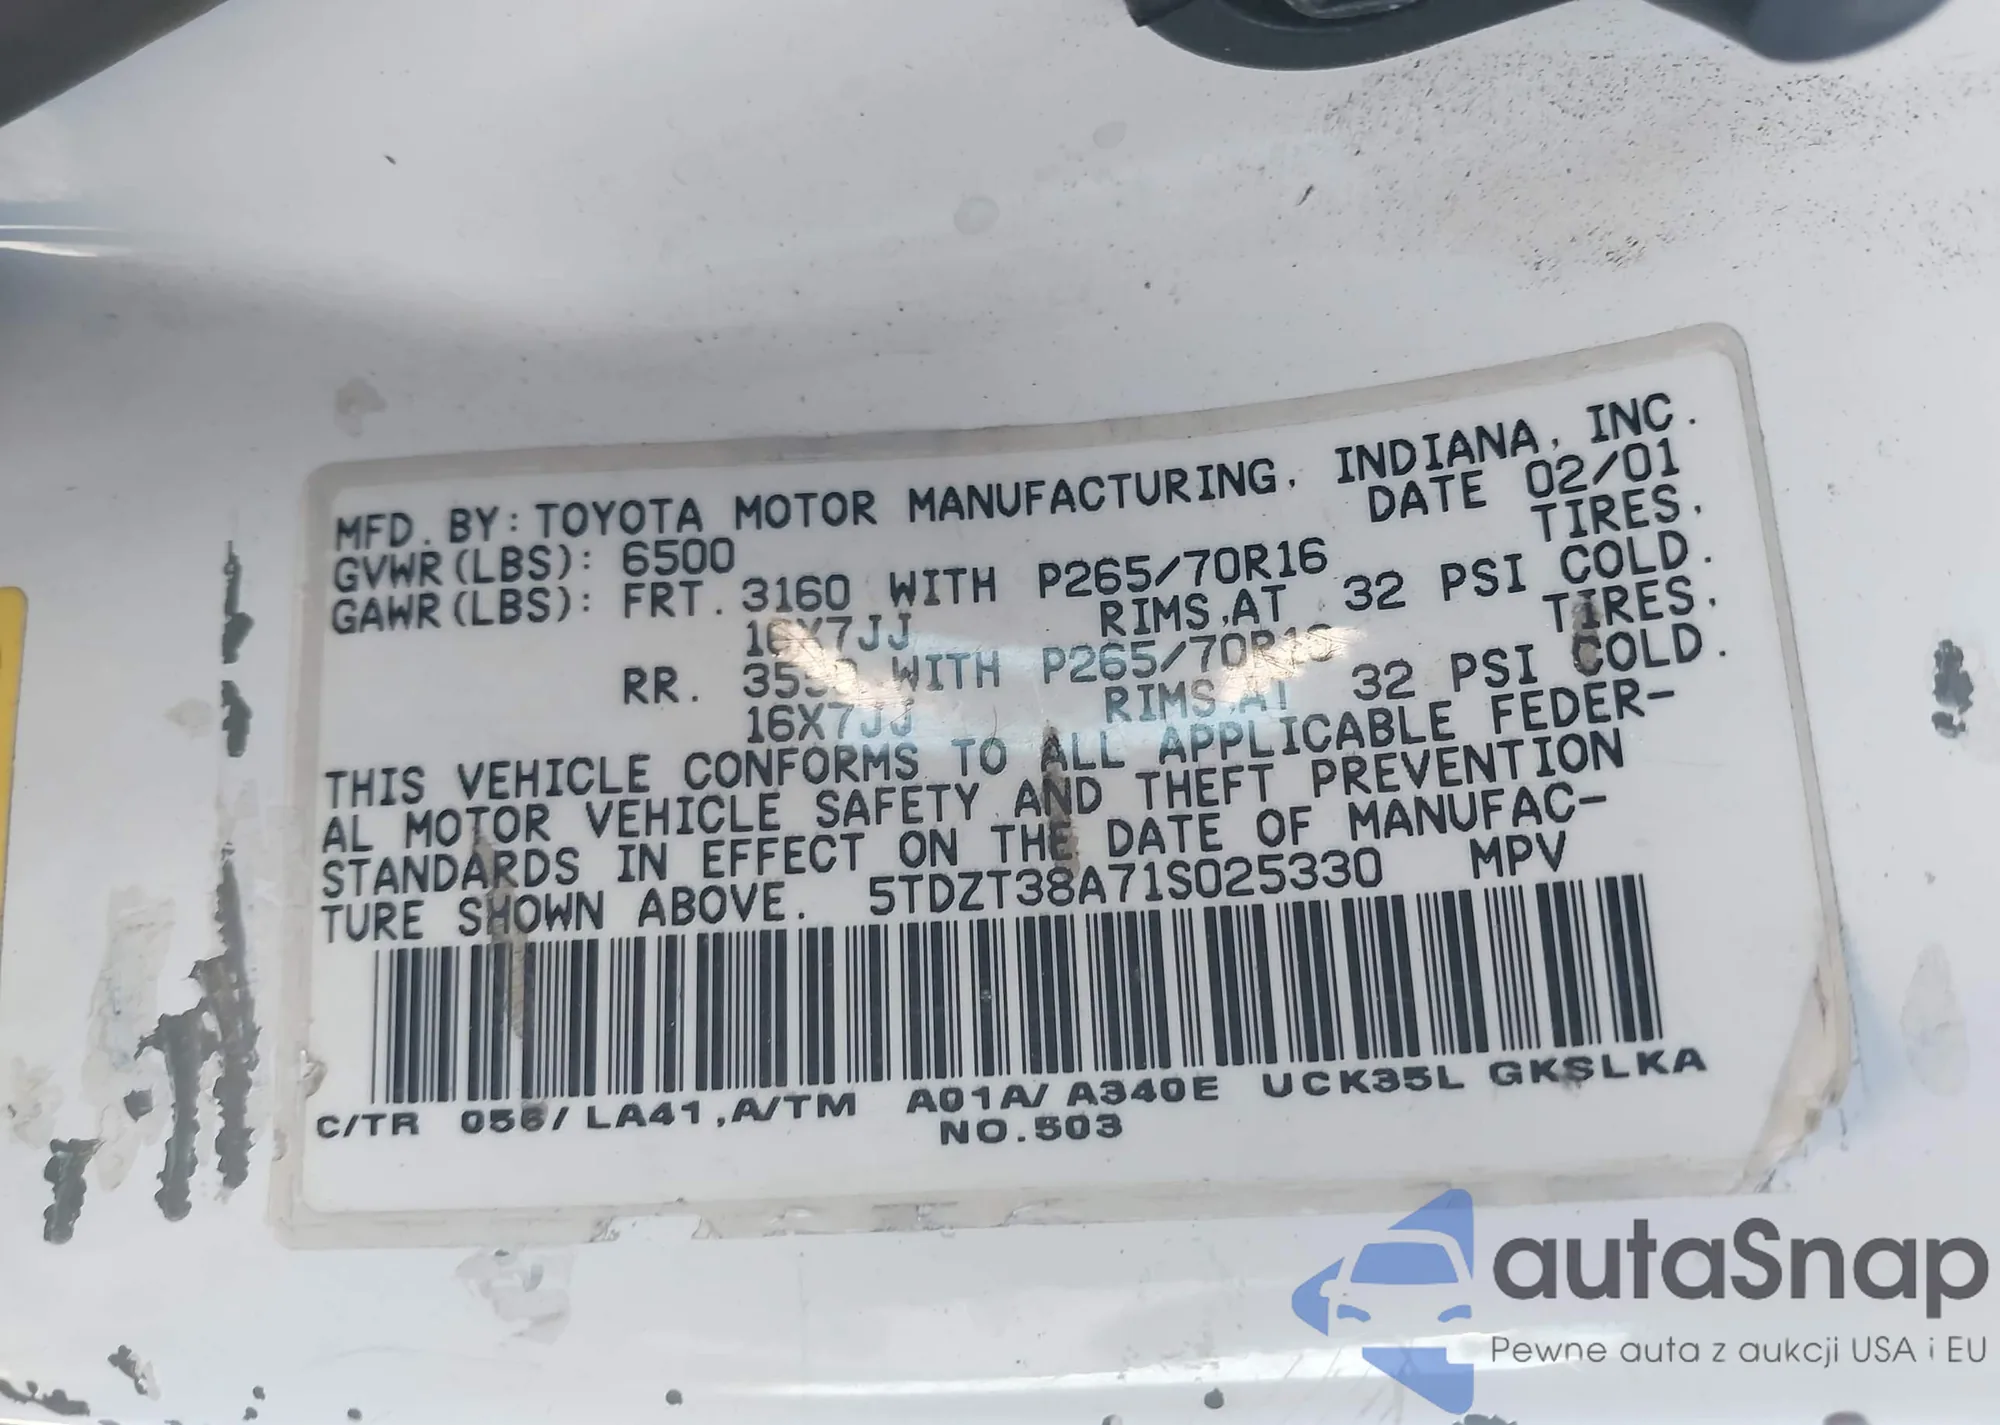 MFD. BY: TOYOTA MOTOR MANUFACTURING, INDIANA, INC.
GVWR(LBS): 6500 DATE 02/01
GAWR(LBS): FRT. 3160 WITH P265/70R16 TIRES,
16X7JJ RIMS,AT 32 PSI COLD.
RR. WITH P265/70R16 TIRES,
16X7JJ RIMS,AT 32 PSI COLD.
THIS VEHICLE CONFORMS TO ALL APPLICABLE FEDER-
AL MOTOR VEHICLE SAFETY AND THEFT PREVENTION
STANDARDS IN EFFECT ON THE DATE OF MANUFAC-
TURE SHOWN ABOVE. 5TDZT38A71S025330 MPV
C/TR 056/LA41,A/TM A01A/A340E UCK35L GKSLKA
NO.503
autaSnap
Pewne auta z aukcji USA i EU